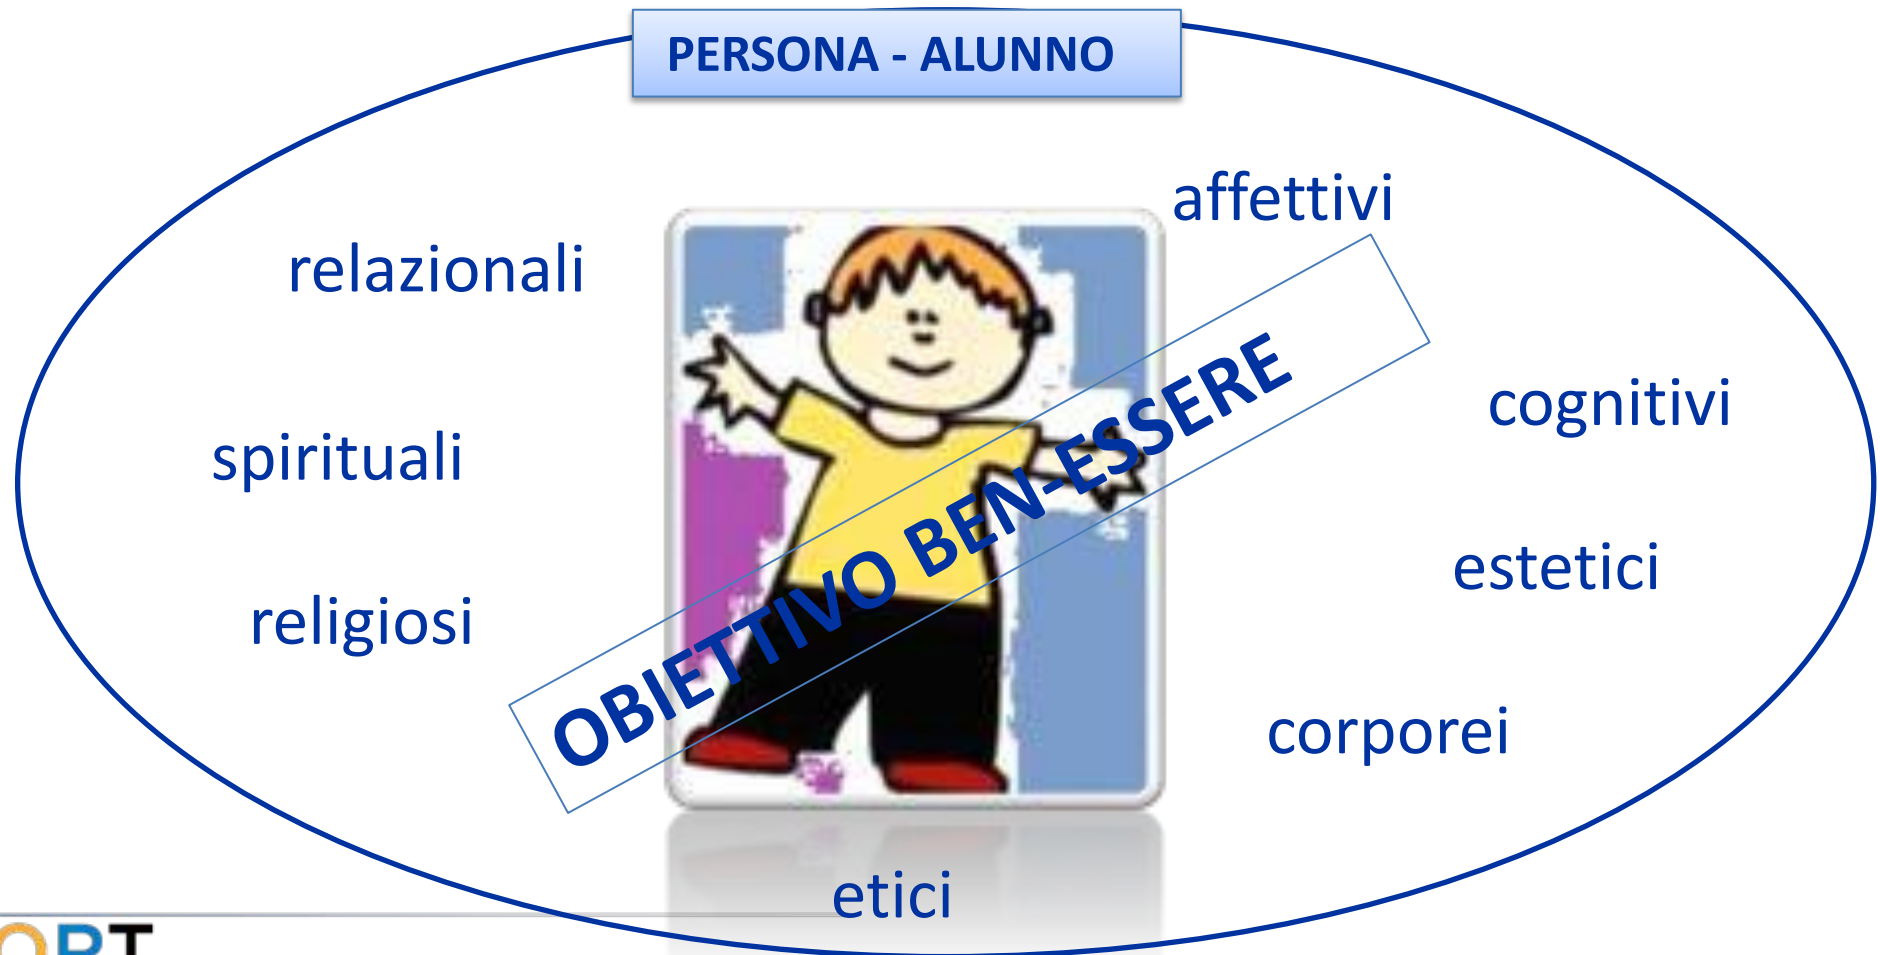 PERSONA - ALUNNO
affettivi
relazionali
cognitivi
spirituali
OBIETTIVO BEN-ESSERE
estetici
religiosi
corporei
etici